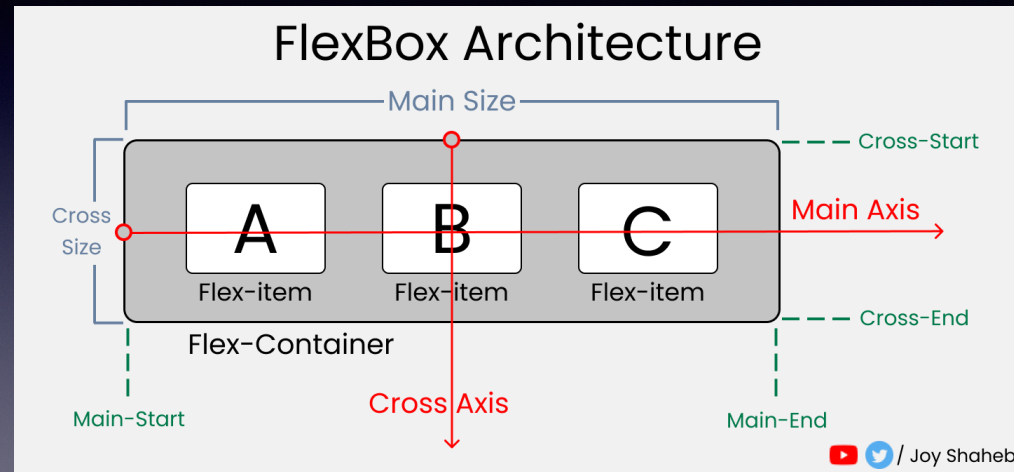 FlexBox Architecture
Main Size
Cross-Start
Cross
Size
Main Axis
A
B
C
Flex-item
Flex-item
Flex-item
Cross-End
Flex-Container
Cross Axis
Main-Start
Main-End
/ Joy Shaheb